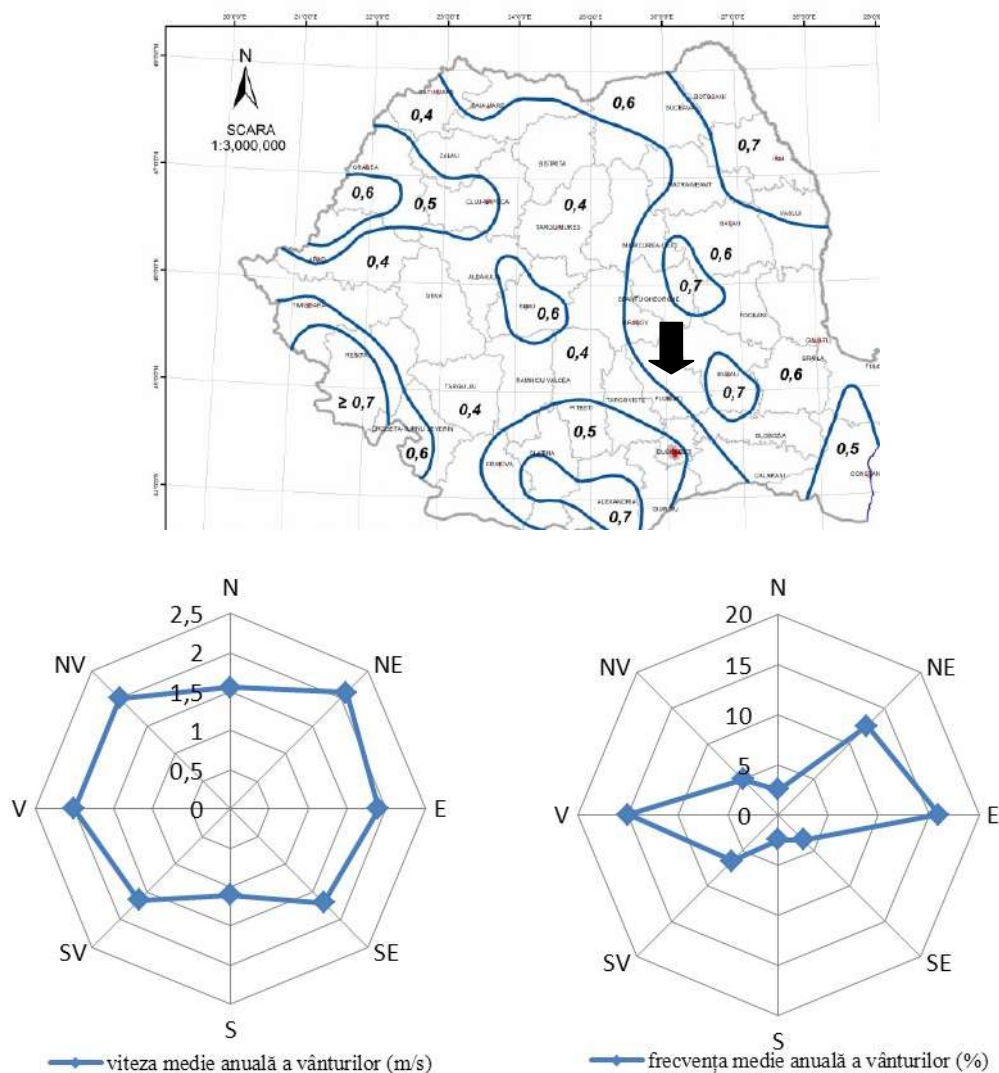 N
SCARA
1:3,000,000
0,6
0,4
BAIA MARE
SUCEAVA
BOTOSANI
0,7
IASI
ZALAU
BISTRITA
ORADEA
0,6
0,5
CLUJ-NAPOCA
0,4
PIATRA NEAMT
VASLUI
TARGU MURES
BACAU
0,6
ARAD
0,4
ALBA IULIA
MIERCUREA-CIUC
0,7
TIMISOARA
DEVA
SIBIU
0,6
SFANTU GHEORGHE
BRASOV
FOCSANI
GALATI
BRAILA
0,4
0,6
RESITA
RAMNICU VALCEA
BUZAU
0,7
≥ 0,7
TARGU JIU
0,4
TARGOVISTE
PLOIESTI
PITESTI
0,5
DROBETA-TURNU SEVERIN
SLOBOZIA
0,5
0,6
CRAIOVA
SLATINA
BUCURESTI
CALARASI
CONSTANTA
ALEXANDRIA
0,7
GIURGIU
N
2,5
2
1,5
1
0,5
0
NV
NE
V
E
SV
SE
S
viteza medie anuală a vânturilor (m/s)
N
20
15
10
5
0
NV
NE
V
E
SV
SE
S
frecvența medie anuală a vânturilor (%)